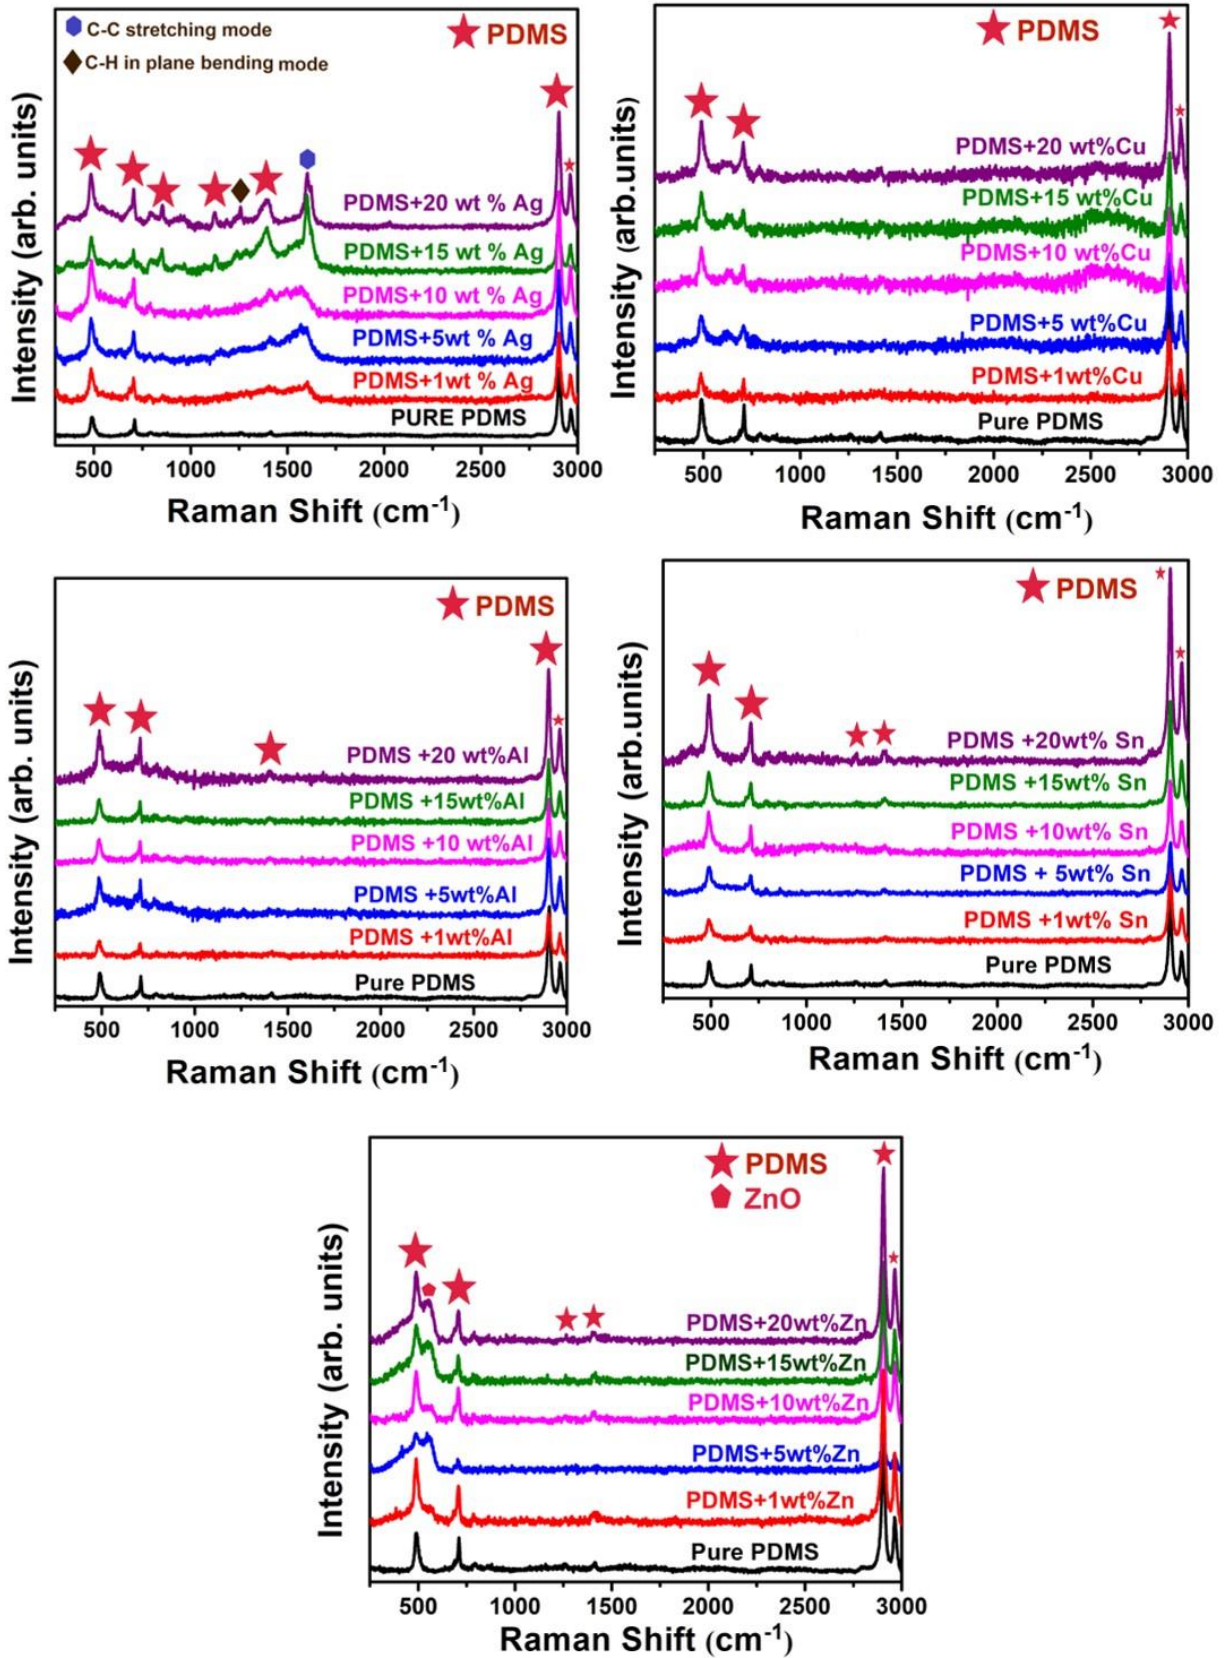 C-C stretching mode
C-H in plane bending mode
PDMS
PDMS+20 wt % Ag
PDMS+15 wt % Ag
PDMS+10 wt % Ag
PDMS+5wt % Ag
PDMS+1wt % Ag
PURE PDMS
Intensity (arb. units)
500 1000 1500 2000 2500 3000
Raman Shift (cm-1)
PDMS
PDMS+20 wt%Cu
PDMS+15 wt%Cu
PDMS+10 wt%Cu
PDMS+5 wt%Cu
PDMS+1wt%Cu
Pure PDMS
Intensity (arb.units)
500 1000 1500 2000 2500 3000
Raman Shift (cm-1)
PDMS
PDMS +20 wt%Al
PDMS +15wt%Al
PDMS +10 wt%Al
PDMS +5wt%Al
PDMS +1wt%Al
Pure PDMS
Intensity (arb. units)
500 1000 1500 2000 2500 3000
Raman Shift (cm-1)
PDMS
PDMS +20wt% Sn
PDMS +15wt% Sn
PDMS +10wt% Sn
PDMS + 5wt% Sn
PDMS +1wt% Sn
Pure PDMS
Intensity (arb.units)
500 1000 1500 2000 2500 3000
Raman Shift (cm-1)
PDMS
ZnO
PDMS+20wt%Zn
PDMS+15wt%Zn
PDMS+10wt%Zn
PDMS+5wt%Zn
PDMS+1wt%Zn
Pure PDMS
Intensity (arb. units)
500 1000 1500 2000 2500 3000
Raman Shift (cm-1)